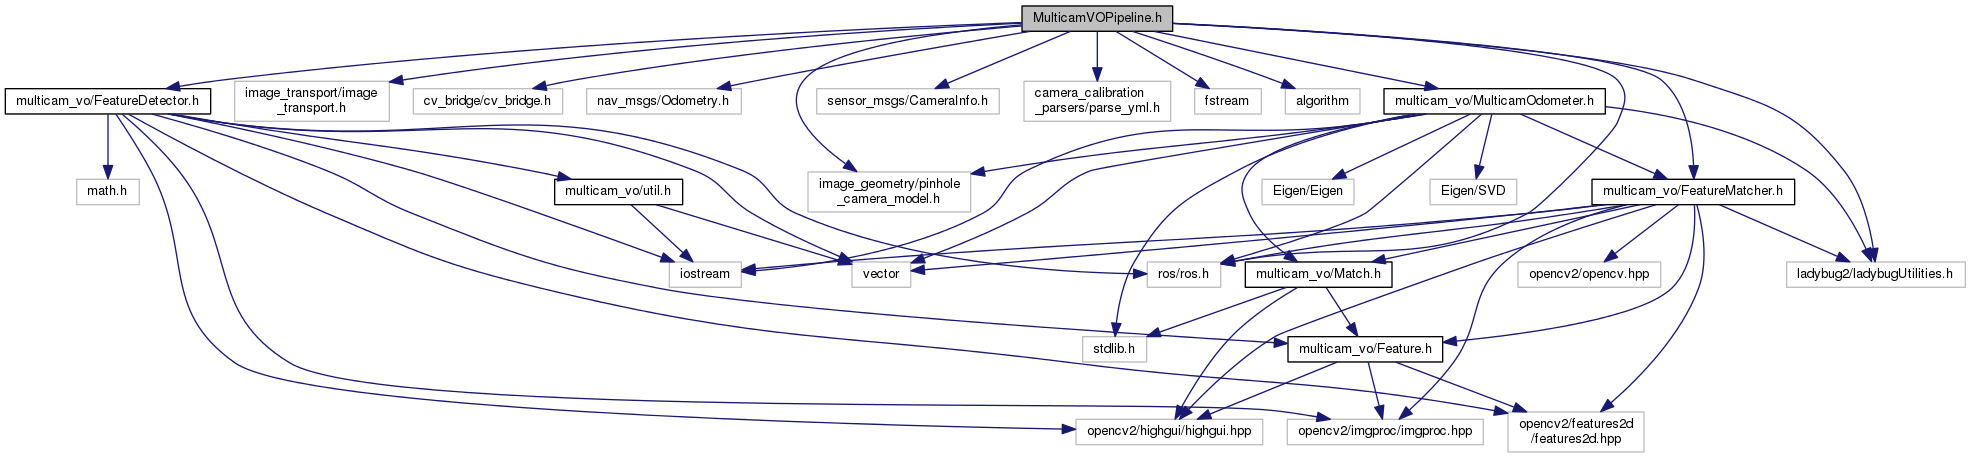 MulticamVOPipeline.h
multicam_vo/FeatureDetector.h
image_transport/image
_transport.h
cv_bridge/cv_bridge.h
nav_msgs/Odometry.h
sensor_msgs/CameraInfo.h
camera_calibration
_parsers/parse_yml.h
fstream
algorithm
multicam_vo/MulticamOdometer.h
math.h
multicam_vo/util.h
image_geometry/pinhole
_camera_model.h
Eigen/Eigen
Eigen/SVD
multicam_vo/FeatureMatcher.h
iostream
vector
ros/ros.h
multicam_vo/Match.h
opencv2/opencv.hpp
ladybug2/ladybugUtilities.h
stdlib.h
multicam_vo/Feature.h
opencv2/highgui/highgui.hpp
opencv2/imgproc/imgproc.hpp
opencv2/features2d
/features2d.hpp